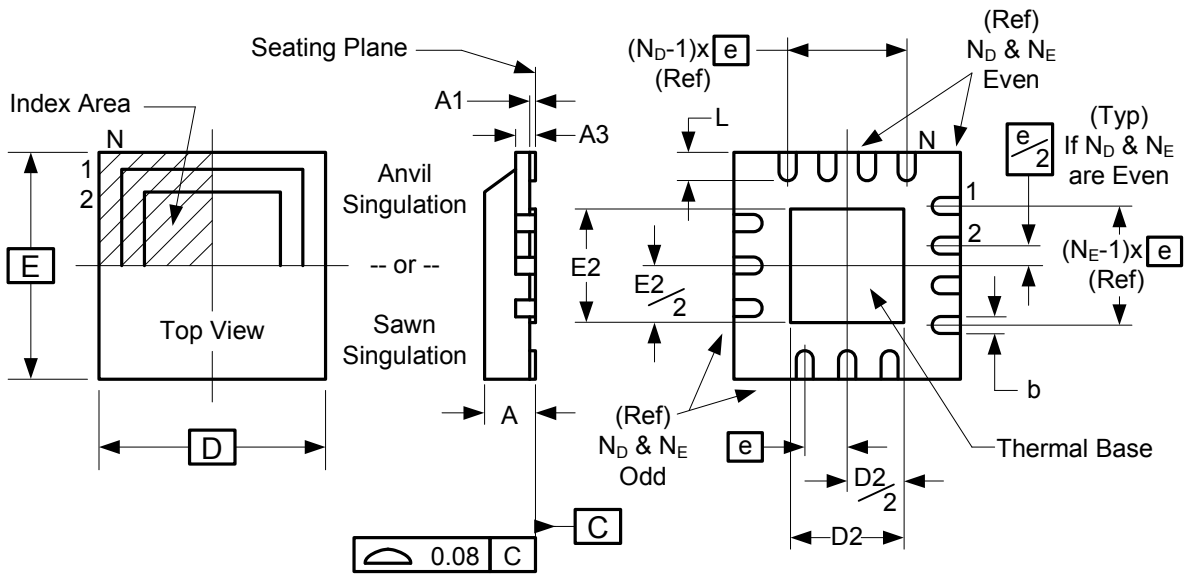 Seating Plane
Index Area
N
1
2
E
Top View
D
Anvil
Singulation
-- or --
Sawn
Singulation
A1
A3
A
C
0.08 C
(N_D-1)x e
(Ref)
L
(Ref)
N_D & N_E
Even
N
1
2
e/2
(Typ)
If N_D & N_E
are Even
(N_E-1)x e
(Ref)
E2
E2/2
b
(Ref)
N_D & N_E
Odd
e
Thermal Base
D2/2
D2